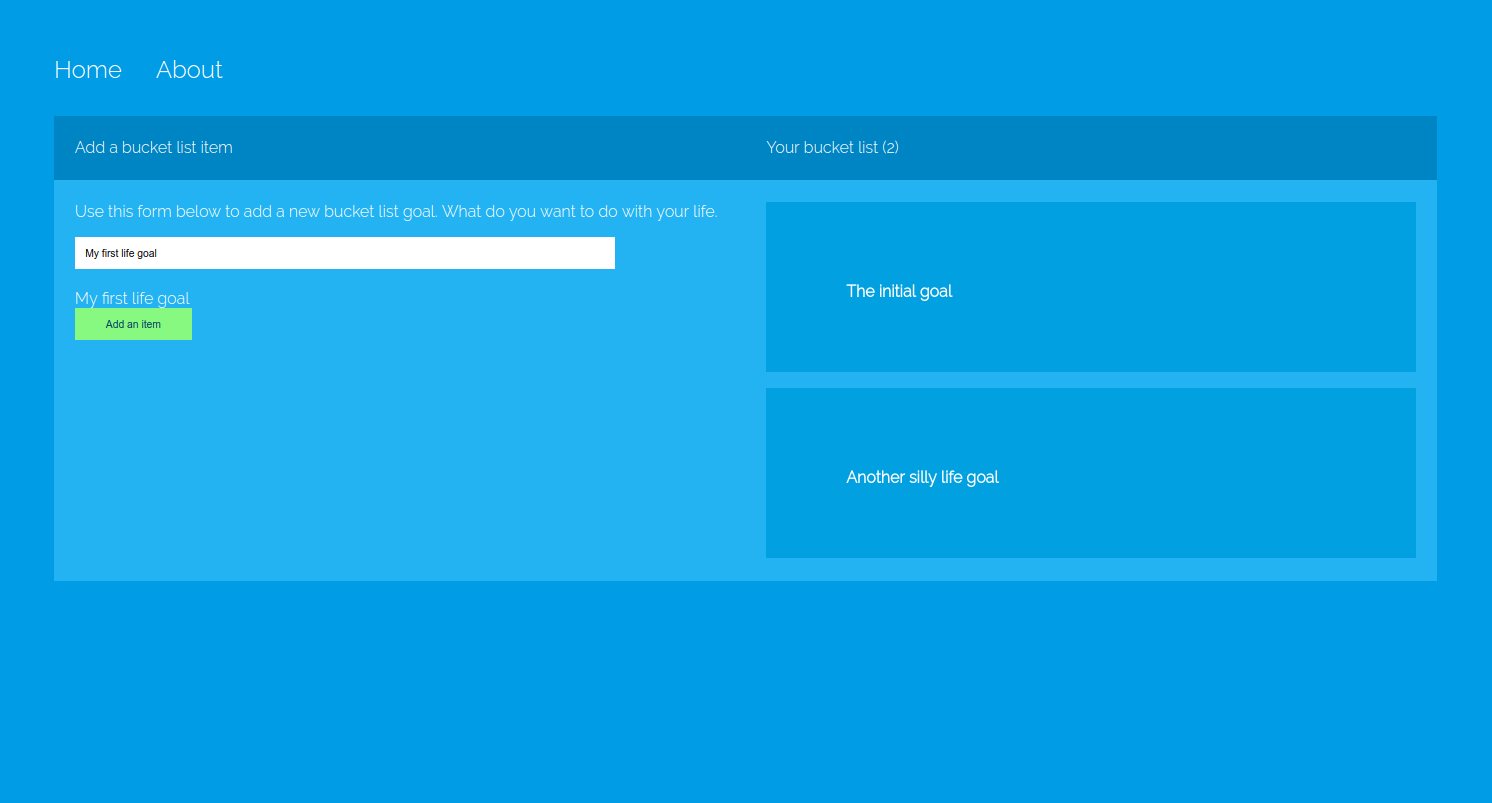 Home About
Add a bucket list item
Your bucket list (2)
Use this form below to add a new bucket list goal. What do you want to do with your life.
My first life goal
My first life goal
Add an item
The initial goal
Another silly life goal